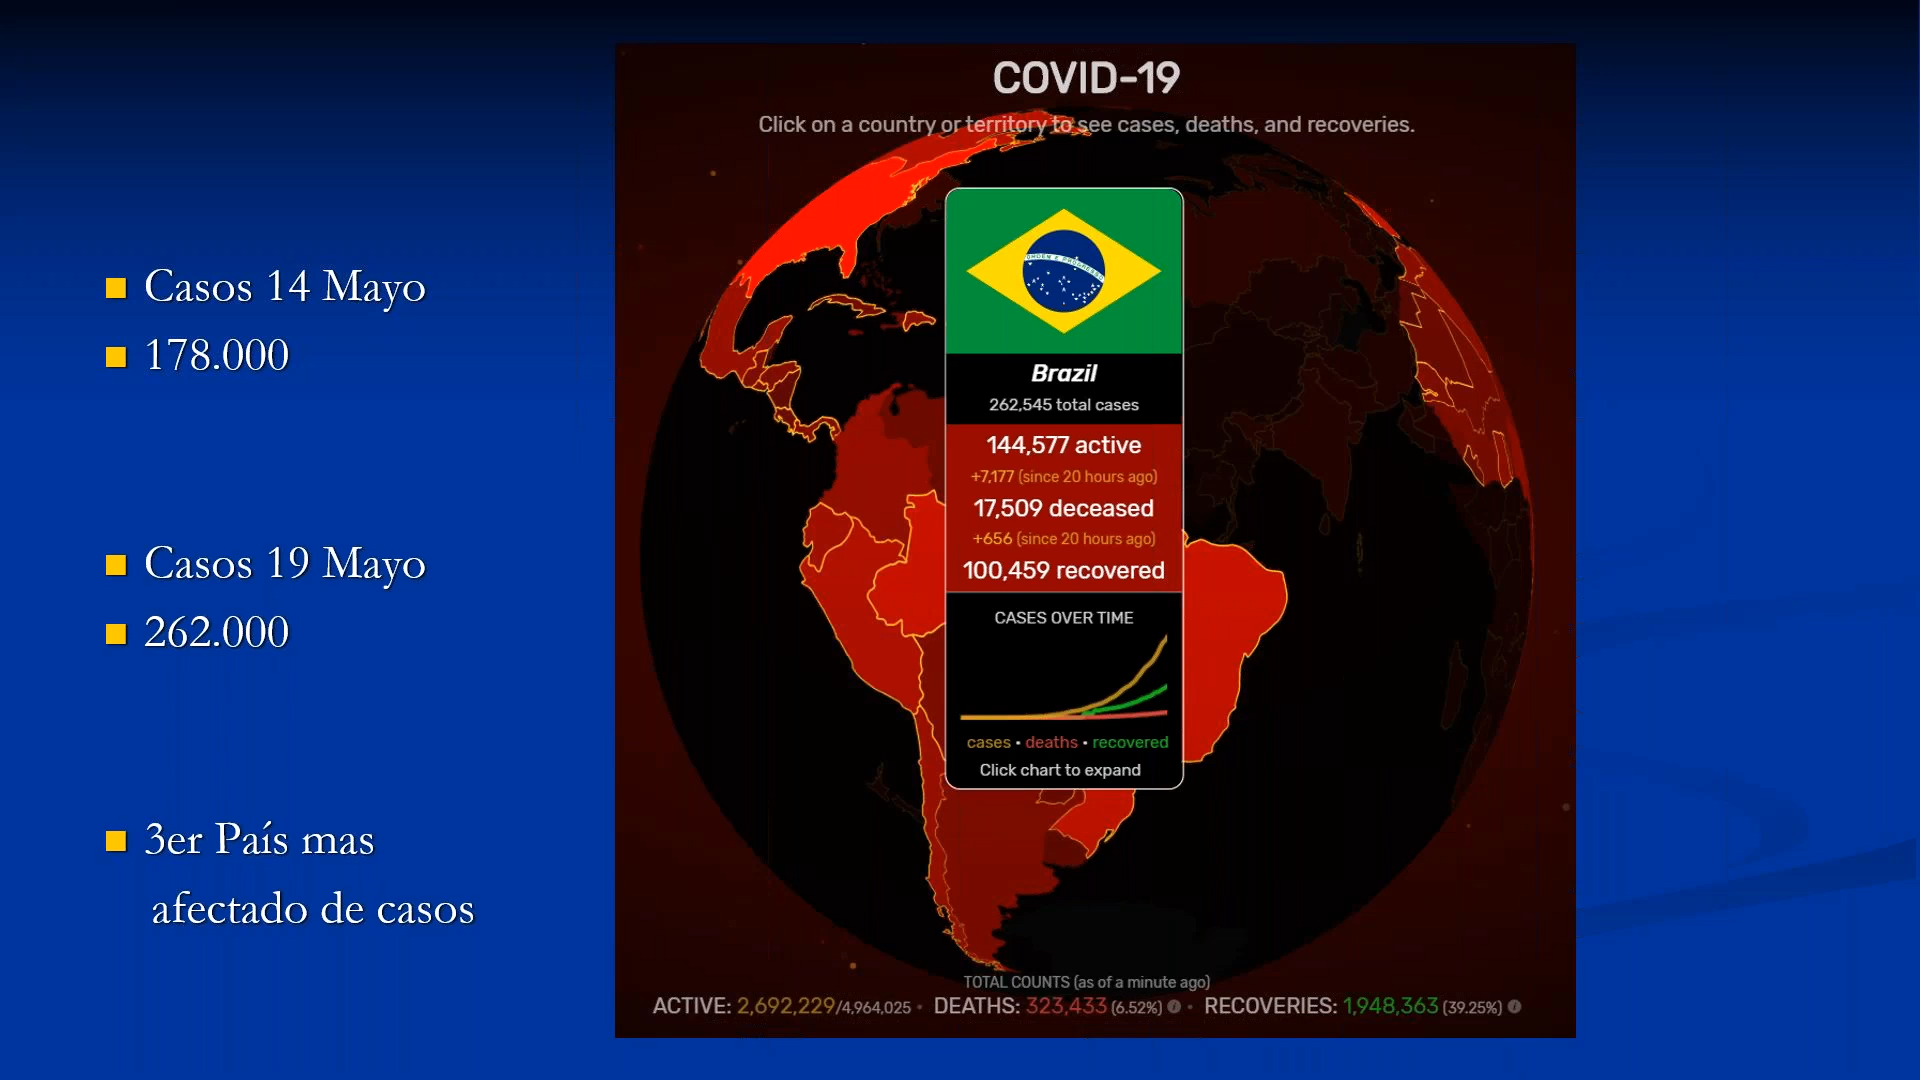 Casos 14 Mayo
178.000
Casos 19 Mayo
262.000
3er País mas
afectado de casos
COVID-19
Click on a country or territory to see cases, deaths, and recoveries.
ORDEM E PROGRESSO
Brazil
262,545 total cases
144,577 active
+7,177 (since 20 hours ago)
17,509 deceased
+656 (since 20 hours ago)
100,459 recovered
CASES OVER TIME
cases • deaths • recovered
Click chart to expand
TOTAL COUNTS (as of a minute ago)
ACTIVE: 2,692,229/4,964,025 • DEATHS: 323,433 (6.52%) • RECOVERIES: 1,948,363 (39.25%)